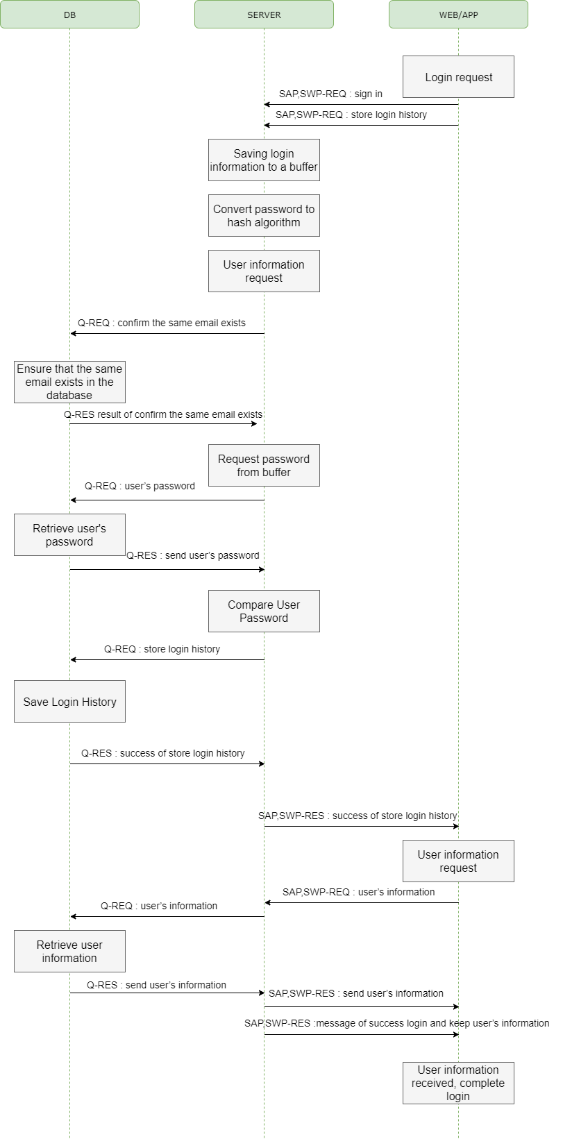 DB
SERVER
WEB/APP
Login request
SAP,SWP-REQ : sign in
SAP,SWP-REQ : store login history
Saving login
information to a buffer
Convert password to
hash algorithm
User information
request
Q-REQ : confirm the same email exists
Ensure that the same
email exists in the
database
Q-RES result of confirm the same email exists
Request password
from buffer
Q-REQ : user's password
Retrieve user's
password
Q-RES : send user's password
Compare User
Password
Q-REQ : store login history
Save Login History
Q-RES : success of store login history
SAP,SWP-RES : success of store login history
User information
request
SAP,SWP-REQ : user's information
Q-REQ : user's information
Retrieve user
information
Q-RES : send user's information
SAP,SWP-RES : send user's information
SAP,SWP-RES :message of success login and keep user's information
User information
received, complete
login